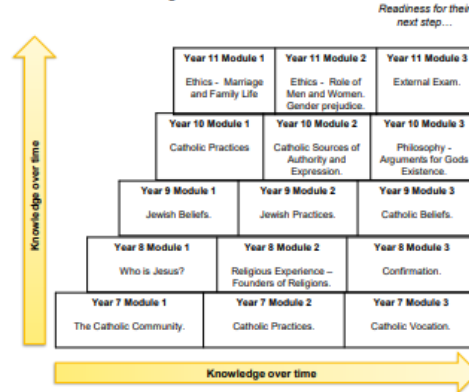 Readiness for their
next step…
Year 11 Module 1
Ethics - Marriage
and Family Life
Year 11 Module 2
Ethics - Role of
Men and Women.
Gender prejudice.
Year 11 Module 3
External Exam.
Year 10 Module 1
Catholic Practices
Year 10 Module 2
Catholic Sources of
Authority and
Expression.
Year 10 Module 3
Philosophy -
Arguments for Gods
Existence.
Year 9 Module 1
Jewish Beliefs.
Year 9 Module 2
Jewish Practices.
Year 9 Module 3
Catholic Beliefs.
Year 8 Module 1
Who is Jesus?
Year 8 Module 2
Religious Experience –
Founders of Religions.
Year 8 Module 3
Confirmation.
Year 7 Module 1
The Catholic Community.
Year 7 Module 2
Catholic Practices.
Year 7 Module 3
Catholic Vocation.
Knowledge over time
Knowledge over time